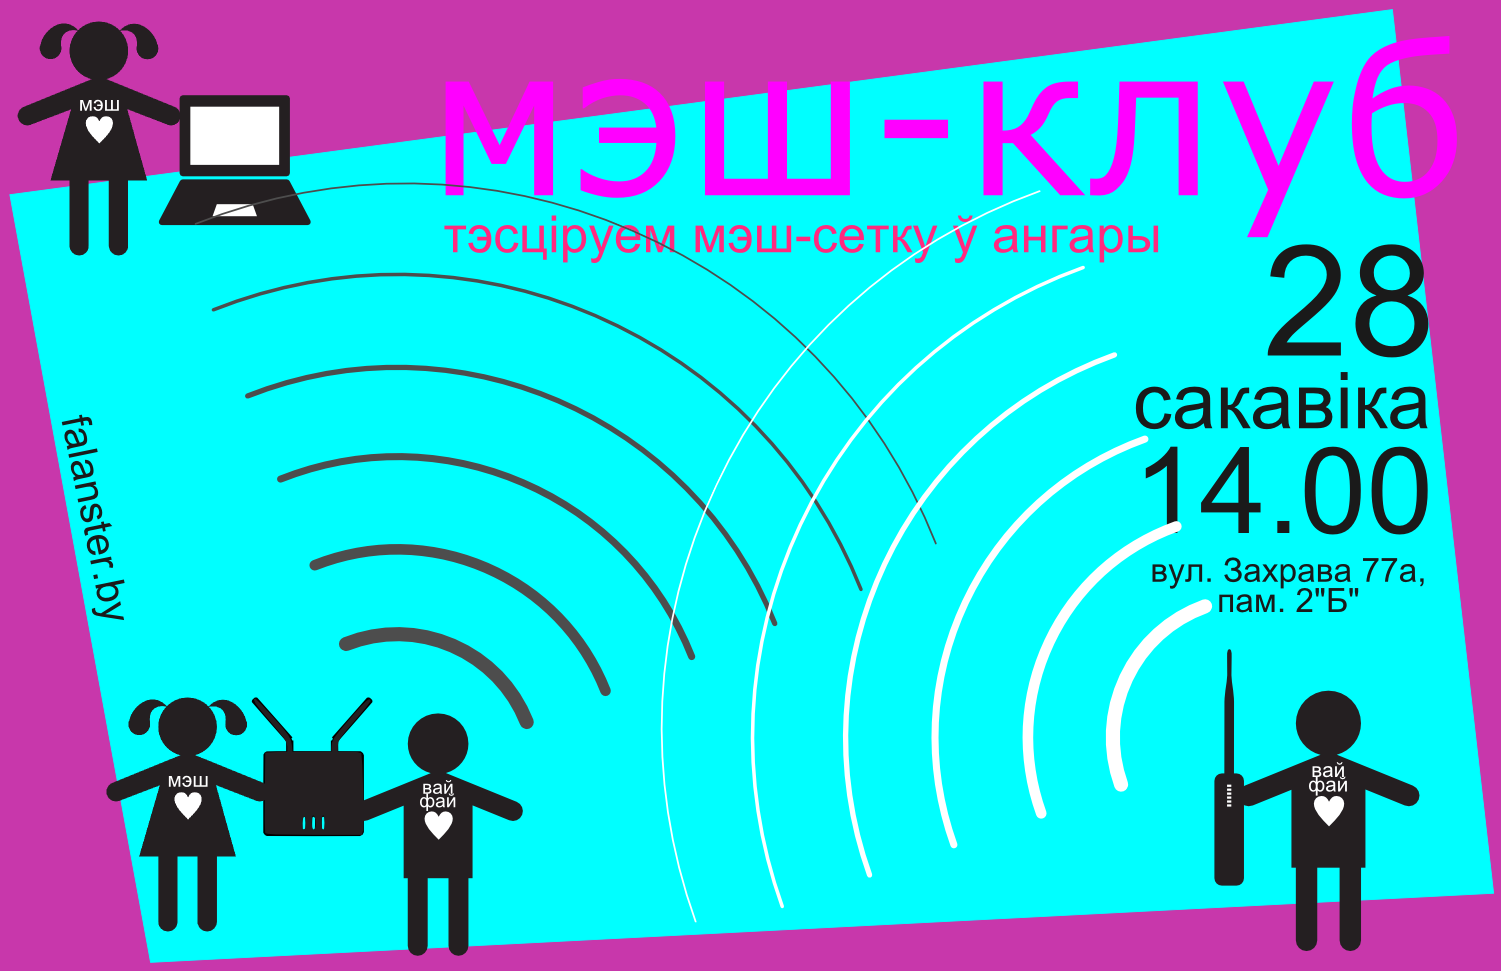 мэш-клуб
тэсціруем мэш-сетку ў ангары
мэш
28
сакавіка
14.00
вул. Захрава 77а,
пам. 2"Б"
falanster.by
мэш
вай
фай
вай
фай